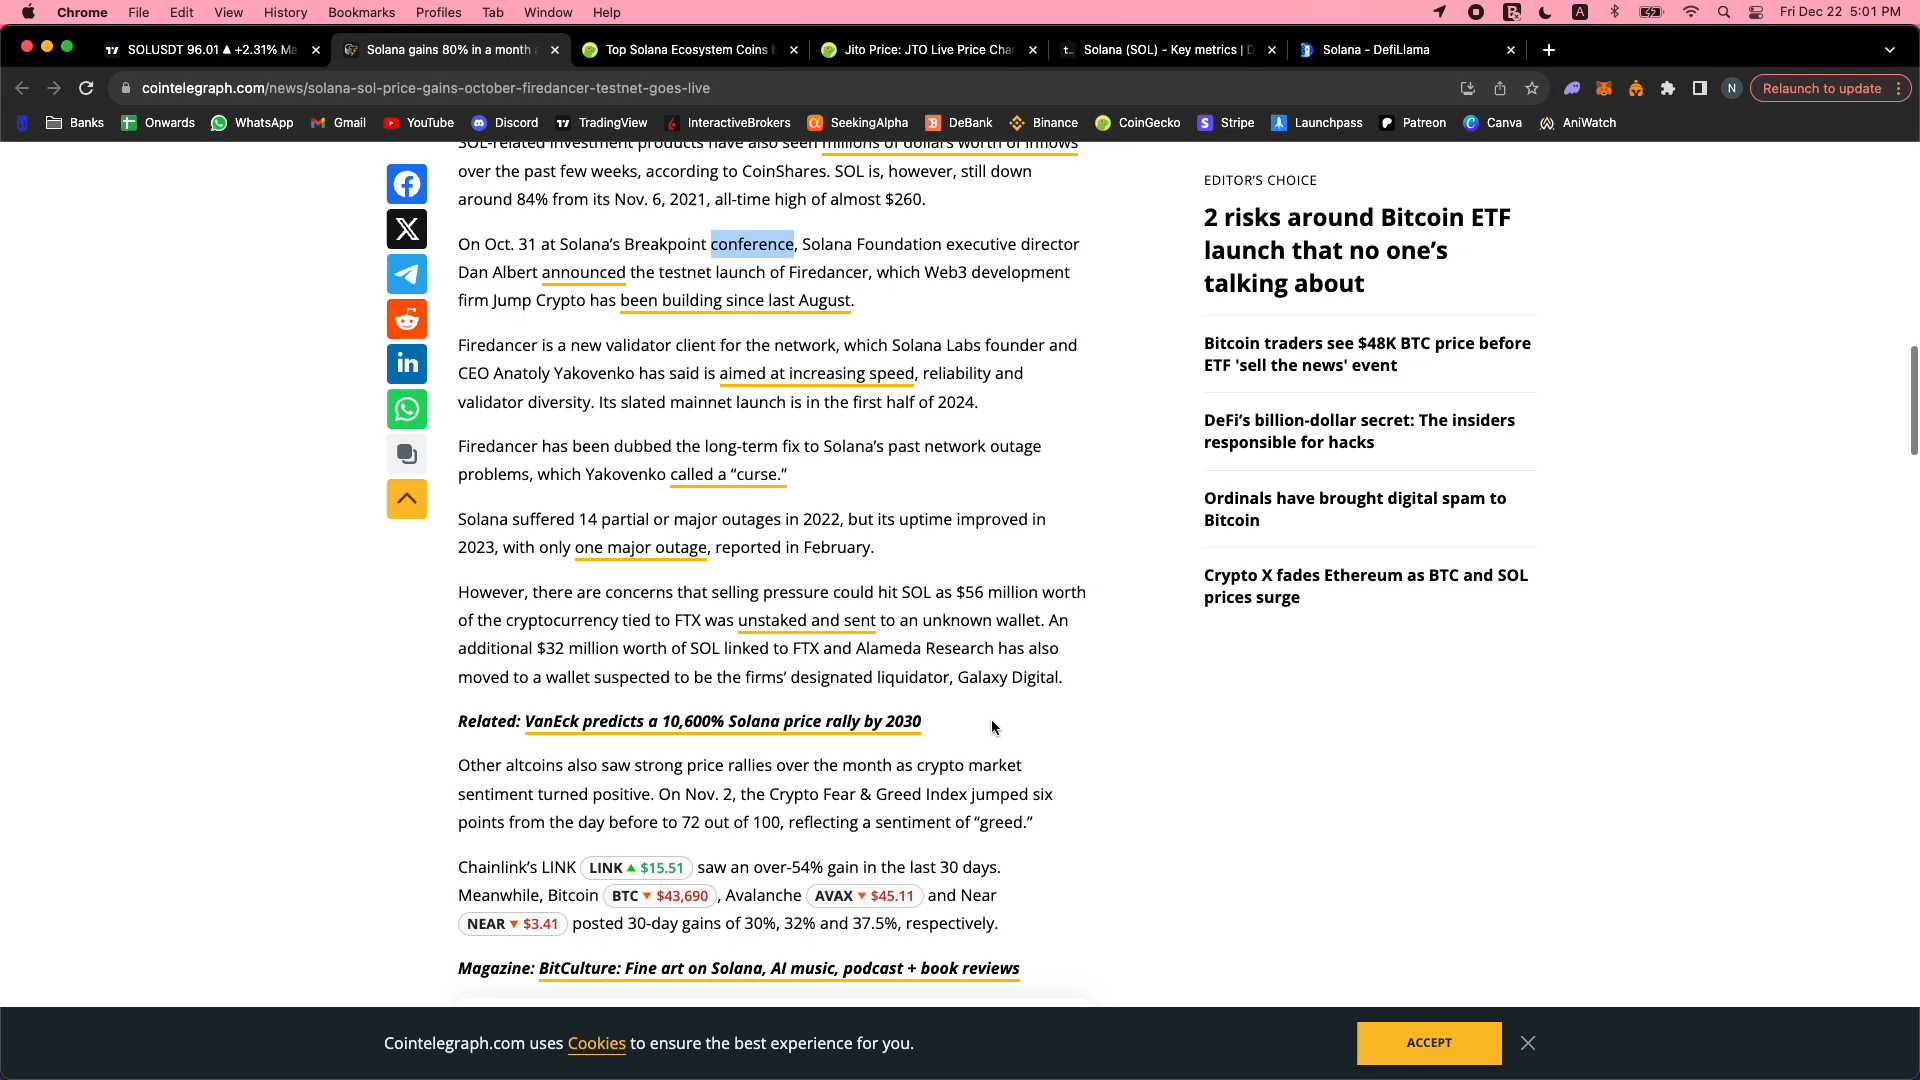 Chrome File Edit View History Bookmarks Profiles Tab Window Help A Fri Dec 22 5:01 PM
SOLUSDT 96.01 ▲ +2.31% Ma Solana gains 80% in a month a Top Solana Ecosystem Coins b Jito Price: JTO Live Price Char t.. Solana (SOL) - Key metrics | D Solana - DefiLlama
cointelegraph.com/news/solana-sol-price-gains-october-firedancer-testnet-goes-live N Relaunch to update
Banks Onwards WhatsApp Gmail YouTube Discord TradingView InteractiveBrokers SeekingAlpha DeBank Binance CoinGecko Stripe Launchpass Patreon Canva AniWatch
SOL-related investment products have also seen millions of dollars worth of inflows
over the past few weeks, according to CoinShares. SOL is, however, still down
around 84% from its Nov. 6, 2021, all-time high of almost $260.
On Oct. 31 at Solana’s Breakpoint conference, Solana Foundation executive director
Dan Albert announced the testnet launch of Firedancer, which Web3 development
firm Jump Crypto has been building since last August.
Firedancer is a new validator client for the network, which Solana Labs founder and
CEO Anatoly Yakovenko has said is aimed at increasing speed, reliability and
validator diversity. Its slated mainnet launch is in the first half of 2024.
Firedancer has been dubbed the long-term fix to Solana’s past network outage
problems, which Yakovenko called a “curse.”
Solana suffered 14 partial or major outages in 2022, but its uptime improved in
2023, with only one major outage, reported in February.
However, there are concerns that selling pressure could hit SOL as $56 million worth
of the cryptocurrency tied to FTX was unstaked and sent to an unknown wallet. An
additional $32 million worth of SOL linked to FTX and Alameda Research has also
moved to a wallet suspected to be the firms’ designated liquidator, Galaxy Digital.
Related: VanEck predicts a 10,600% Solana price rally by 2030
Other altcoins also saw strong price rallies over the month as crypto market
sentiment turned positive. On Nov. 2, the Crypto Fear & Greed Index jumped six
points from the day before to 72 out of 100, reflecting a sentiment of “greed.”
Chainlink’s LINK LINK ▲ $15.51 saw an over-54% gain in the last 30 days.
Meanwhile, Bitcoin BTC ▼ $43,690 , Avalanche AVAX ▼ $45.11 and Near
NEAR ▼ $3.41 posted 30-day gains of 30%, 32% and 37.5%, respectively.
Magazine: BitCulture: Fine art on Solana, AI music, podcast + book reviews
EDITOR’S CHOICE
2 risks around Bitcoin ETF
launch that no one’s
talking about
Bitcoin traders see $48K BTC price before
ETF 'sell the news' event
DeFi’s billion-dollar secret: The insiders
responsible for hacks
Ordinals have brought digital spam to
Bitcoin
Crypto X fades Ethereum as BTC and SOL
prices surge
Cointelegraph.com uses Cookies to ensure the best experience for you.
ACCEPT